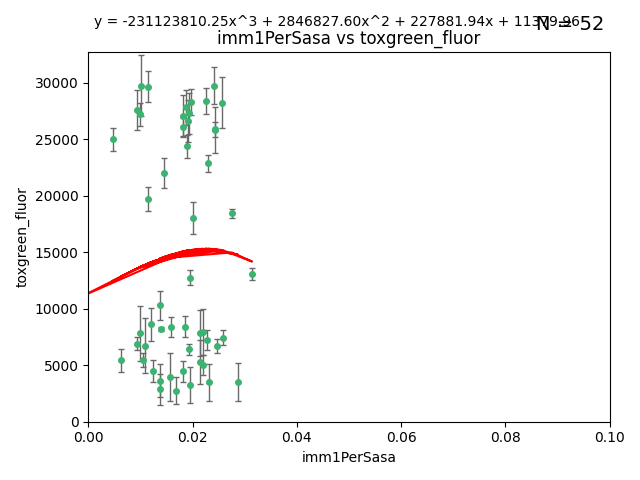 y = -231123810.25x^3 + 2846827.60x^2 + 227881.94x + 11379.96
N = 52
imm1PerSasa vs toxgreen_fluor
30000
25000
20000
15000
10000
5000
0
toxgreen_fluor
0.00 0.02 0.04 0.06 0.08 0.10
imm1PerSasa